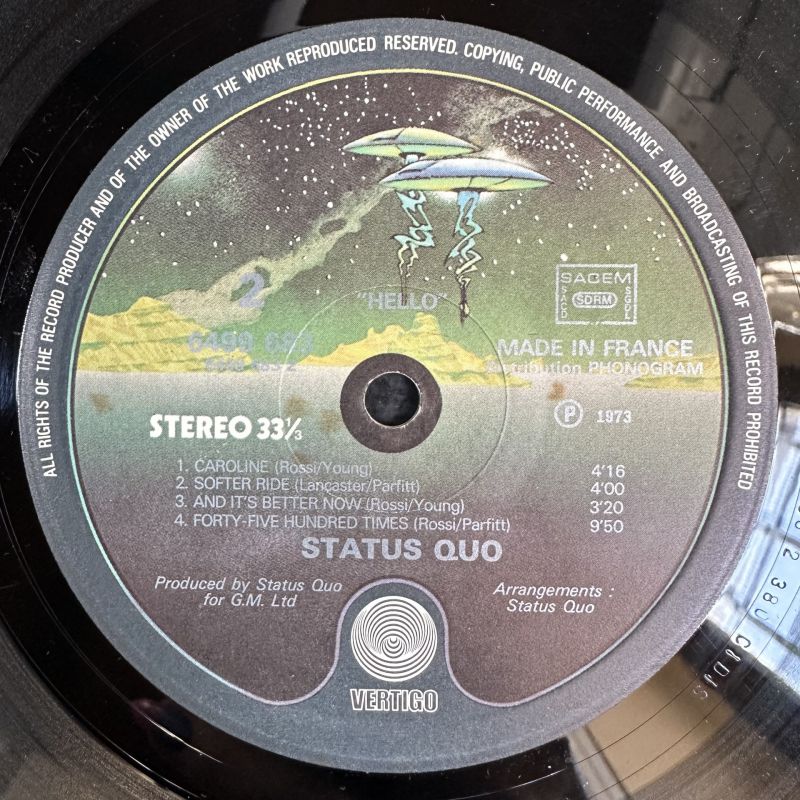 ALL RIGHTS OF THE RECORD PRODUCER AND OF THE OWNER OF THE WORK REPRODUCED RESERVED. COPYING, PUBLIC PERFORMANCE AND BROADCASTING OF THIS RECORD PROHIBITED
2
"HELLO"
6499 683
SACEM
SACD
SDRM
SGDL
MADE IN FRANCE
Distribution PHONOGRAM
STEREO 33⅓
Ⓟ 1973
1. CAROLINE (Rossi/Young) 4'16
2. SOFTER RIDE (Lancaster/Parfitt) 4'00
3. AND IT'S BETTER NOW (Rossi/Young) 3'20
4. FORTY-FIVE HUNDRED TIMES (Rossi/Parfitt) 9'50
STATUS QUO
Produced by Status Quo
for G.M. Ltd
Arrangements :
Status Quo
VERTIGO